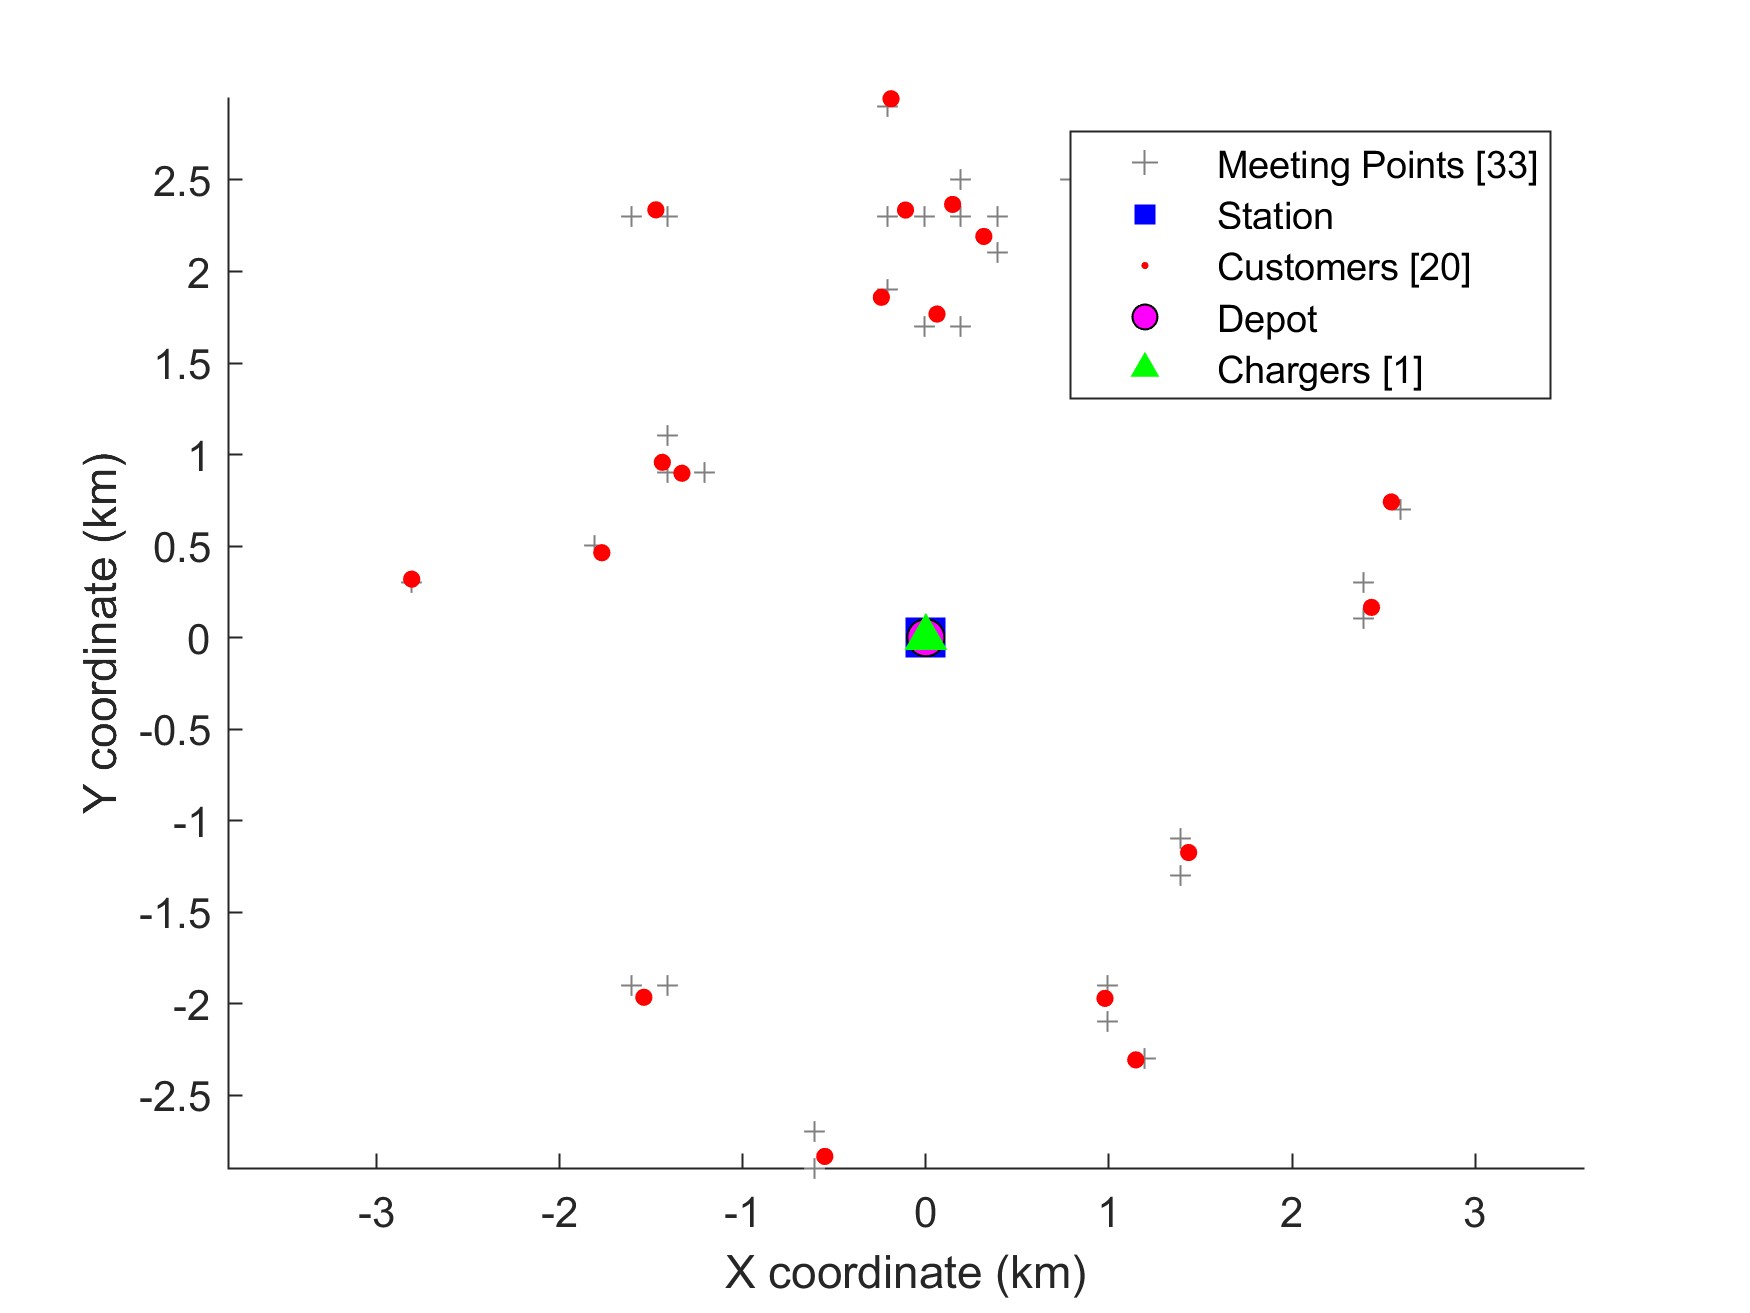 Meeting Points [33]
Station
Customers [20]
Depot
Chargers [1]
2.5
2
1.5
1
0.5
0
-0.5
-1
-1.5
-2
-2.5
Y coordinate (km)
-3 -2 -1 0 1 2 3
X coordinate (km)